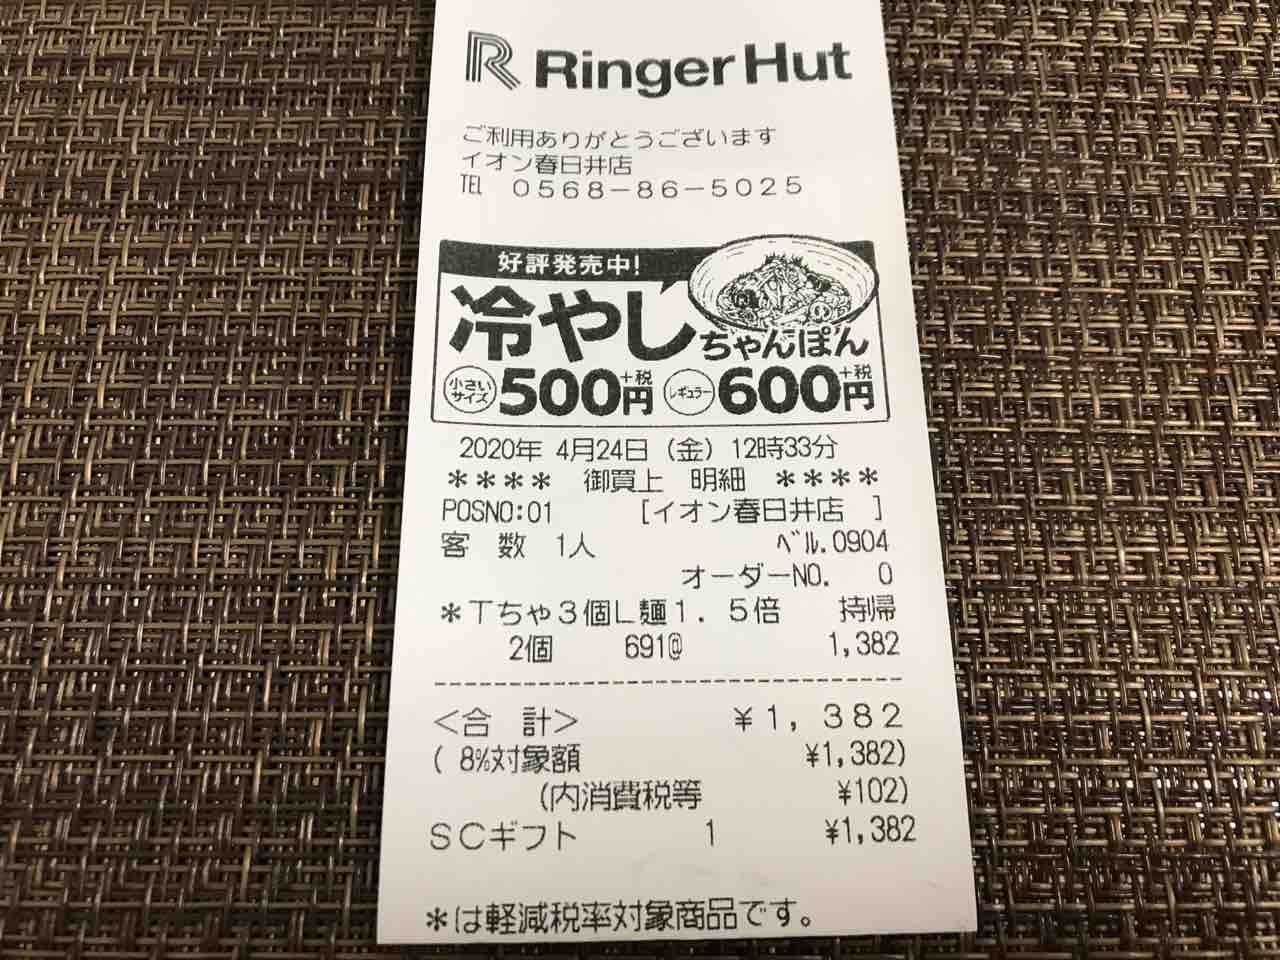 R RingerHut
ご利用ありがとうございます
イオン春日井店
TEL 0568-86-5025
好評発売中!
冷やしちゃんぽん
小さいサイズ 500円+税 レギュラー 600円+税
2020年 4月24日(金) 12時33分
**** 御買上 明細 ****
POSNO:01 [イオン春日井店 ]
客 数 1人 ベル.0904
オーダーNO. 0
*Tちゃ3個L麺1.5倍 持帰
2個 691@ 1,382
<合 計> ¥1,382
( 8%対象額 ¥1,382)
(内消費税等 ¥102)
SCギフト 1 ¥1,382
*は軽減税率対象商品です。